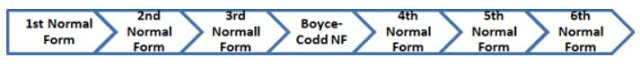 1st Normal
Form
2nd
Normal
Form
3rd
Normall
Form
Boyce-
Codd NF
4th
Normal
Form
5th
Normal
Form
6th
Normal
Form